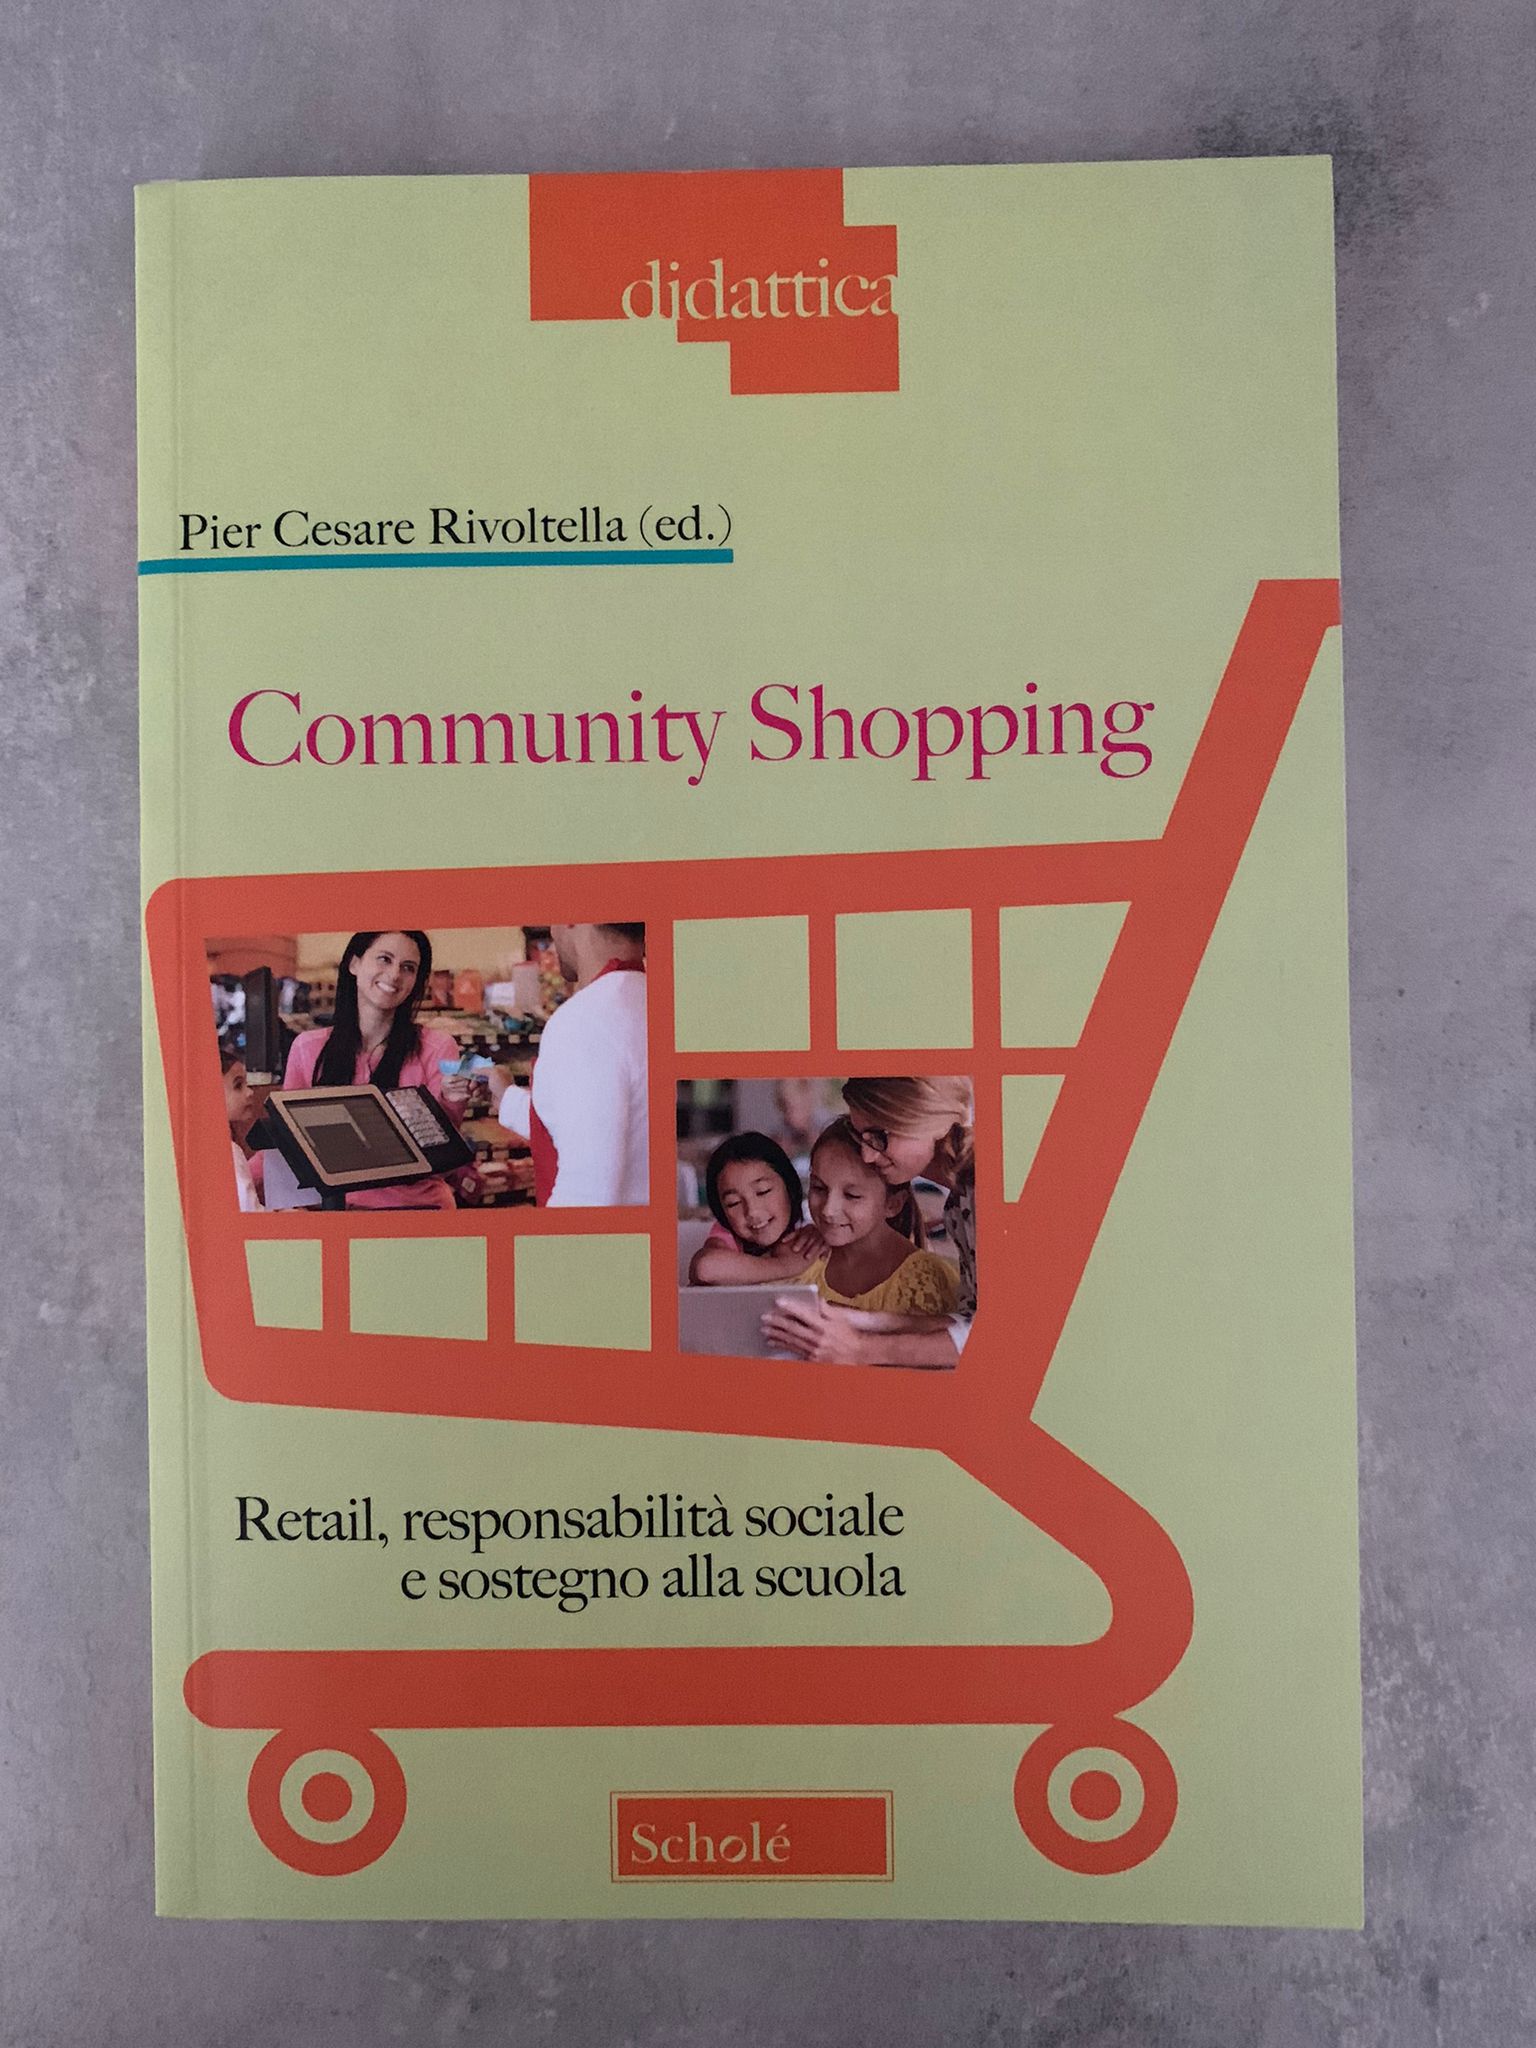 didattica
Pier Cesare Rivoltella (ed.)
Community Shopping
Retail, responsabilità sociale
e sostegno alla scuola
Scholé